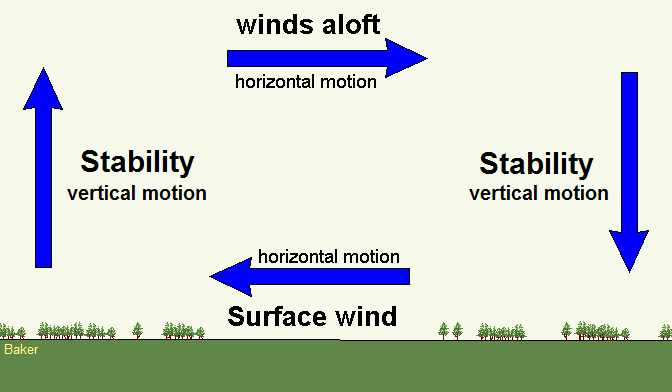 winds aloft
horizontal motion
Stability
vertical motion
Stability
vertical motion
horizontal motion
Surface wind
Baker